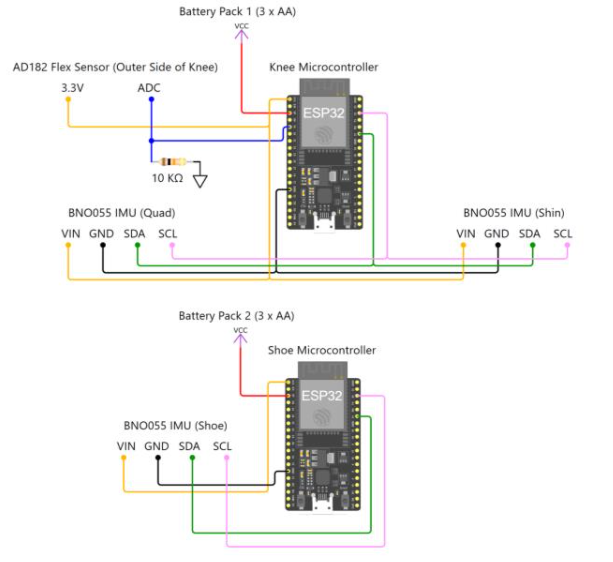 Battery Pack 1 (3 x AA)
VCC
AD182 Flex Sensor (Outer Side of Knee)
Knee Microcontroller
3.3V ADC
ESP32
10 KΩ
BNO055 IMU (Quad)
BNO055 IMU (Shin)
VIN GND SDA SCL
VIN GND SDA SCL
Battery Pack 2 (3 x AA)
VCC
Shoe Microcontroller
ESP32
BNO055 IMU (Shoe)
VIN GND SDA SCL